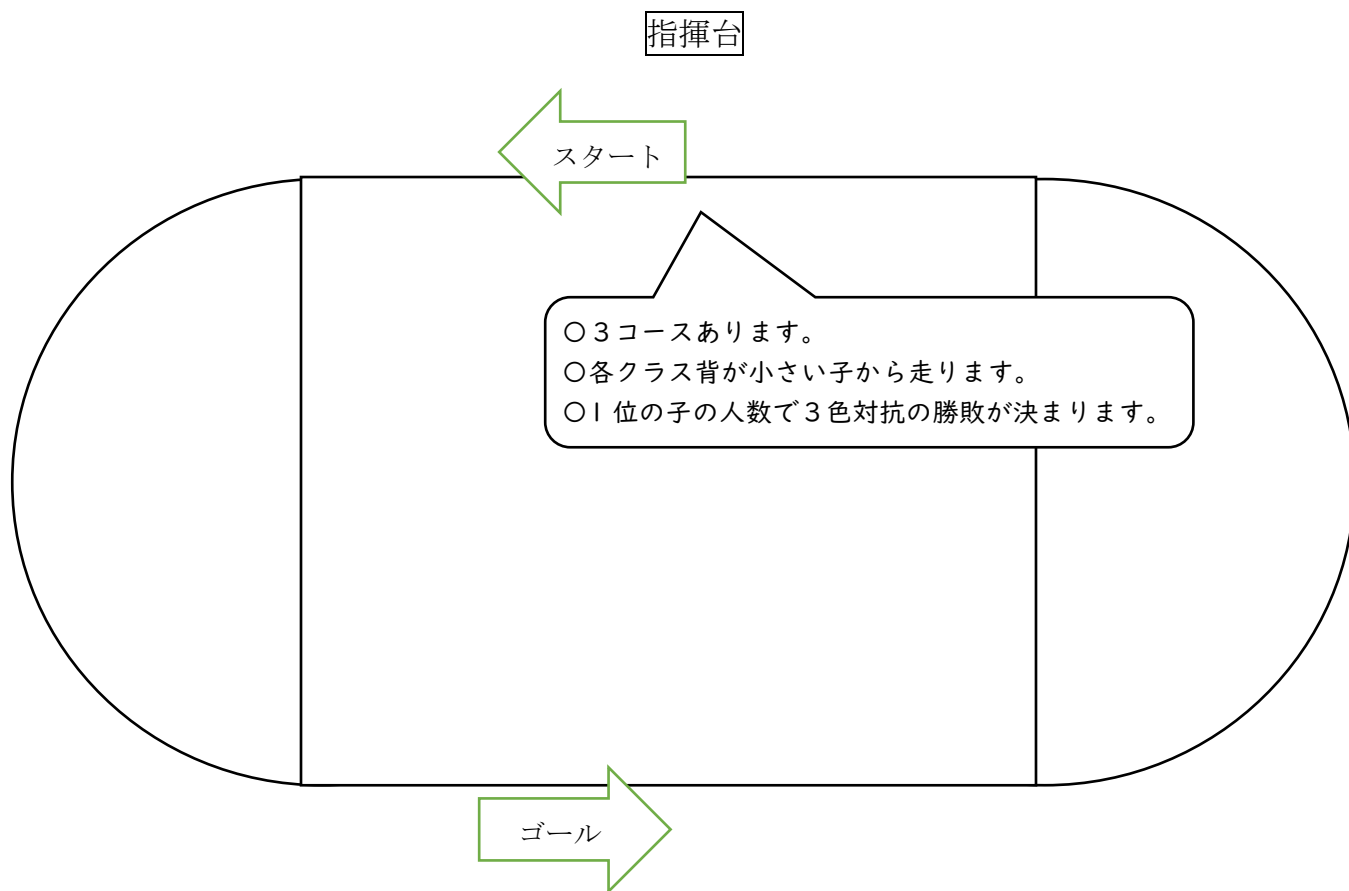 指揮台
スタート
〇３コースあります。
〇各クラス背が小さい子から走ります。
〇１位の子の人数で３色対抗の勝敗が決まります。
ゴール